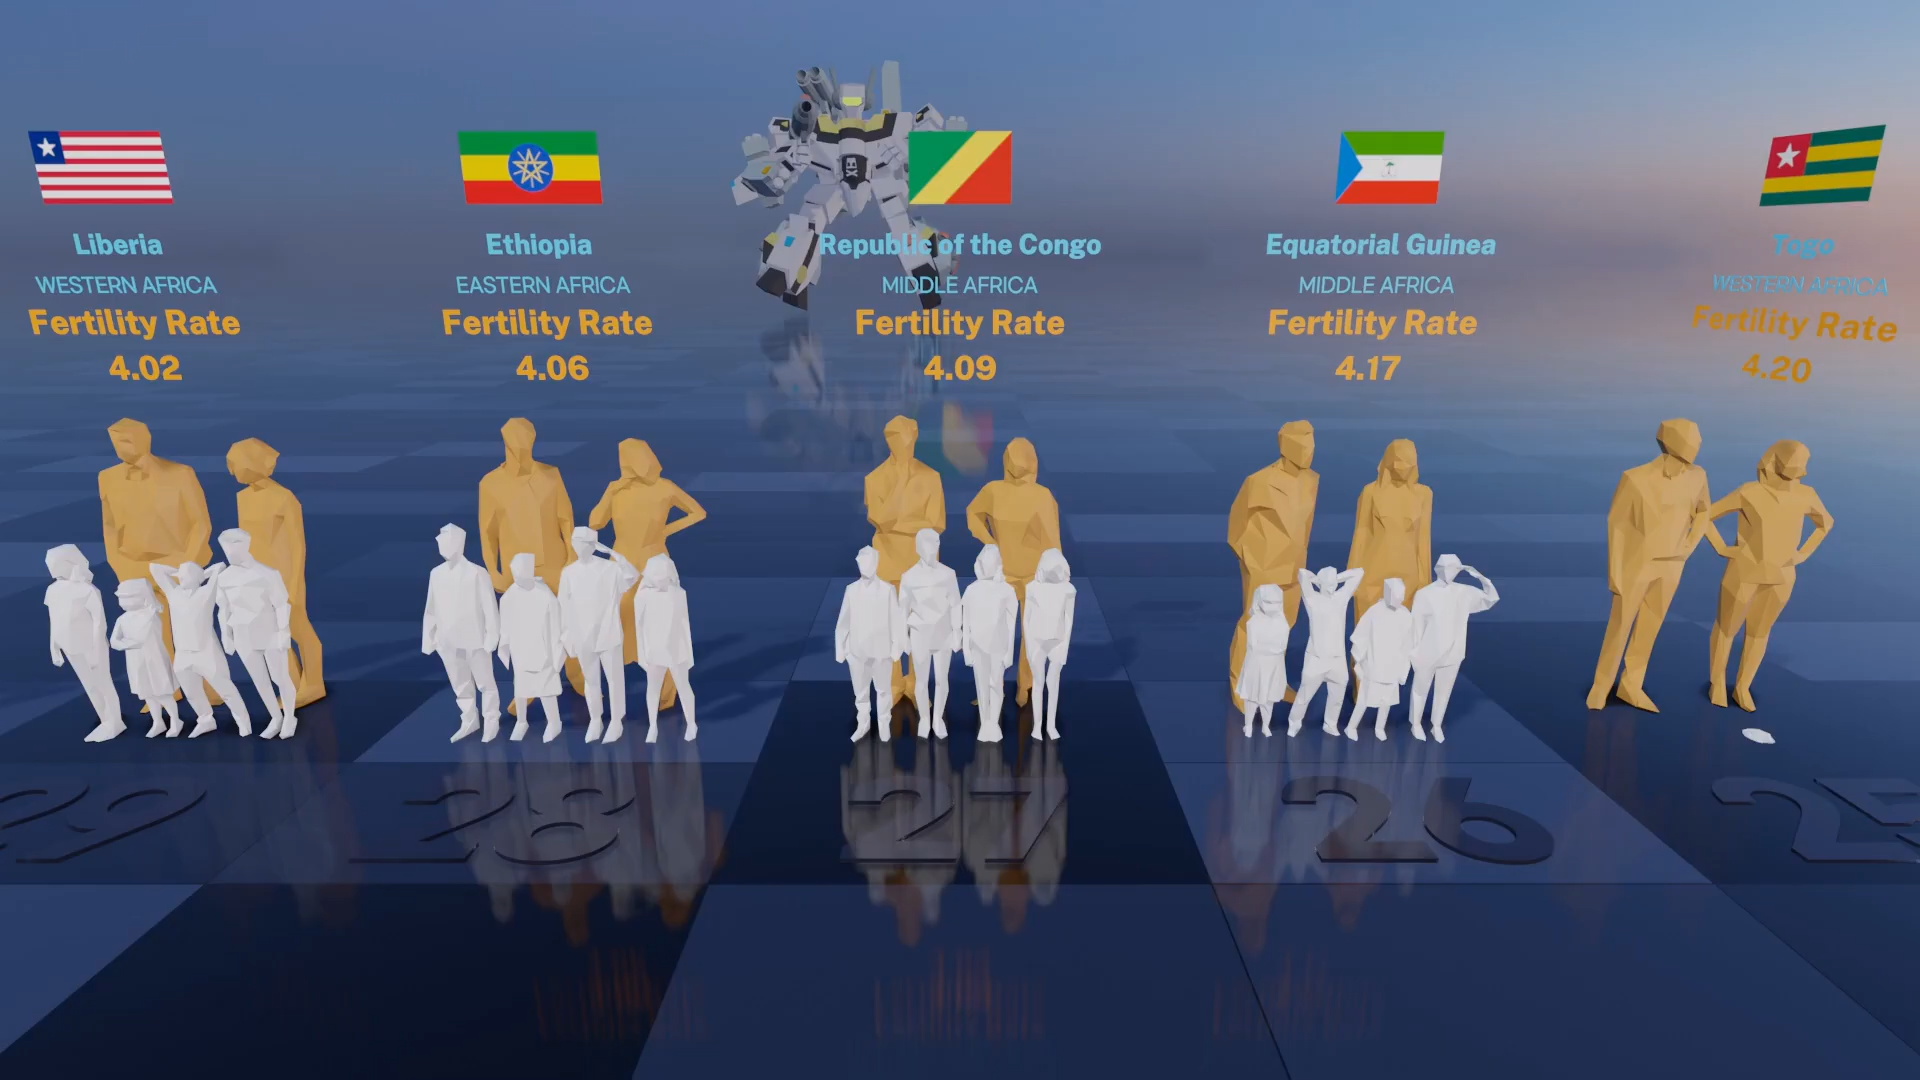 Liberia
WESTERN AFRICA
Fertility Rate
4.02
Ethiopia
EASTERN AFRICA
Fertility Rate
4.06
Republic of the Congo
MIDDLE AFRICA
Fertility Rate
4.09
Equatorial Guinea
MIDDLE AFRICA
Fertility Rate
4.17
Togo
WESTERN AFRICA
Fertility Rate
4.20
29
28
27
26
25